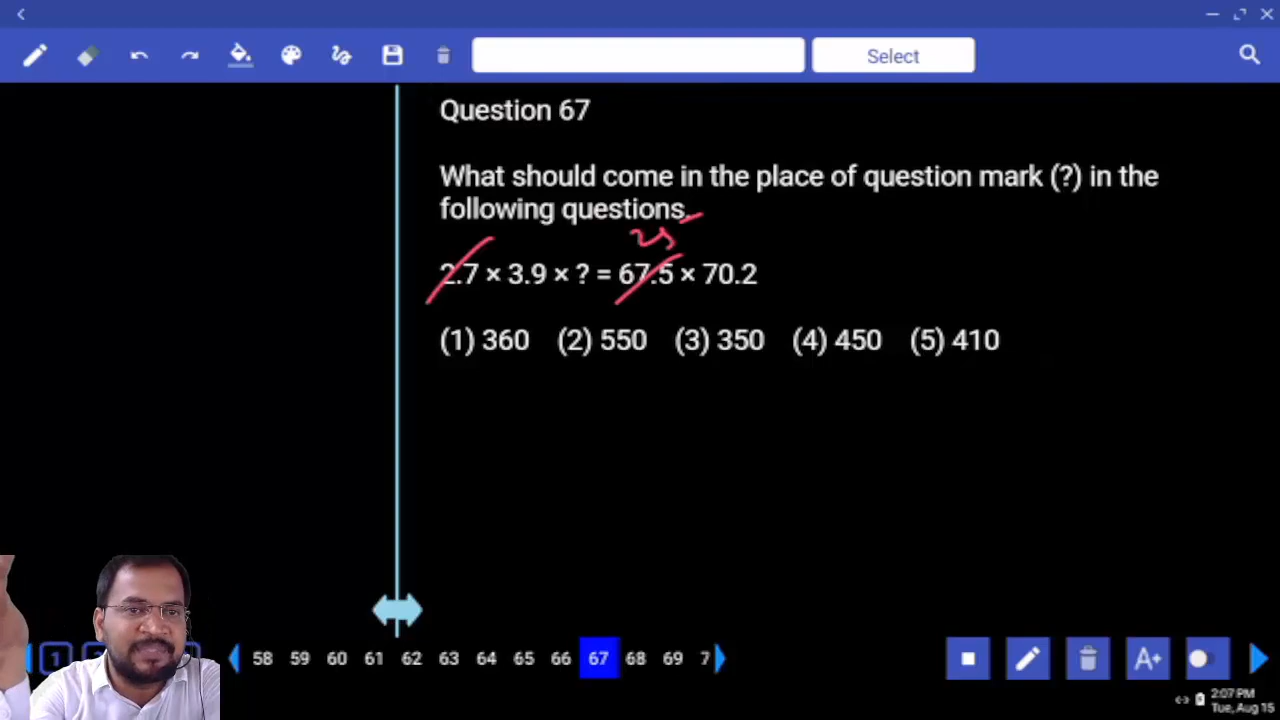 Select
Question 67
What should come in the place of question mark (?) in the
following questions.
25
2.7 × 3.9 × ? = 67.5 × 70.2
(1) 360 (2) 550 (3) 350 (4) 450 (5) 410
1
58 59 60 61 62 63 64 65 66 67 68 69 7
A+
2:07 PM
Tue, Aug 15